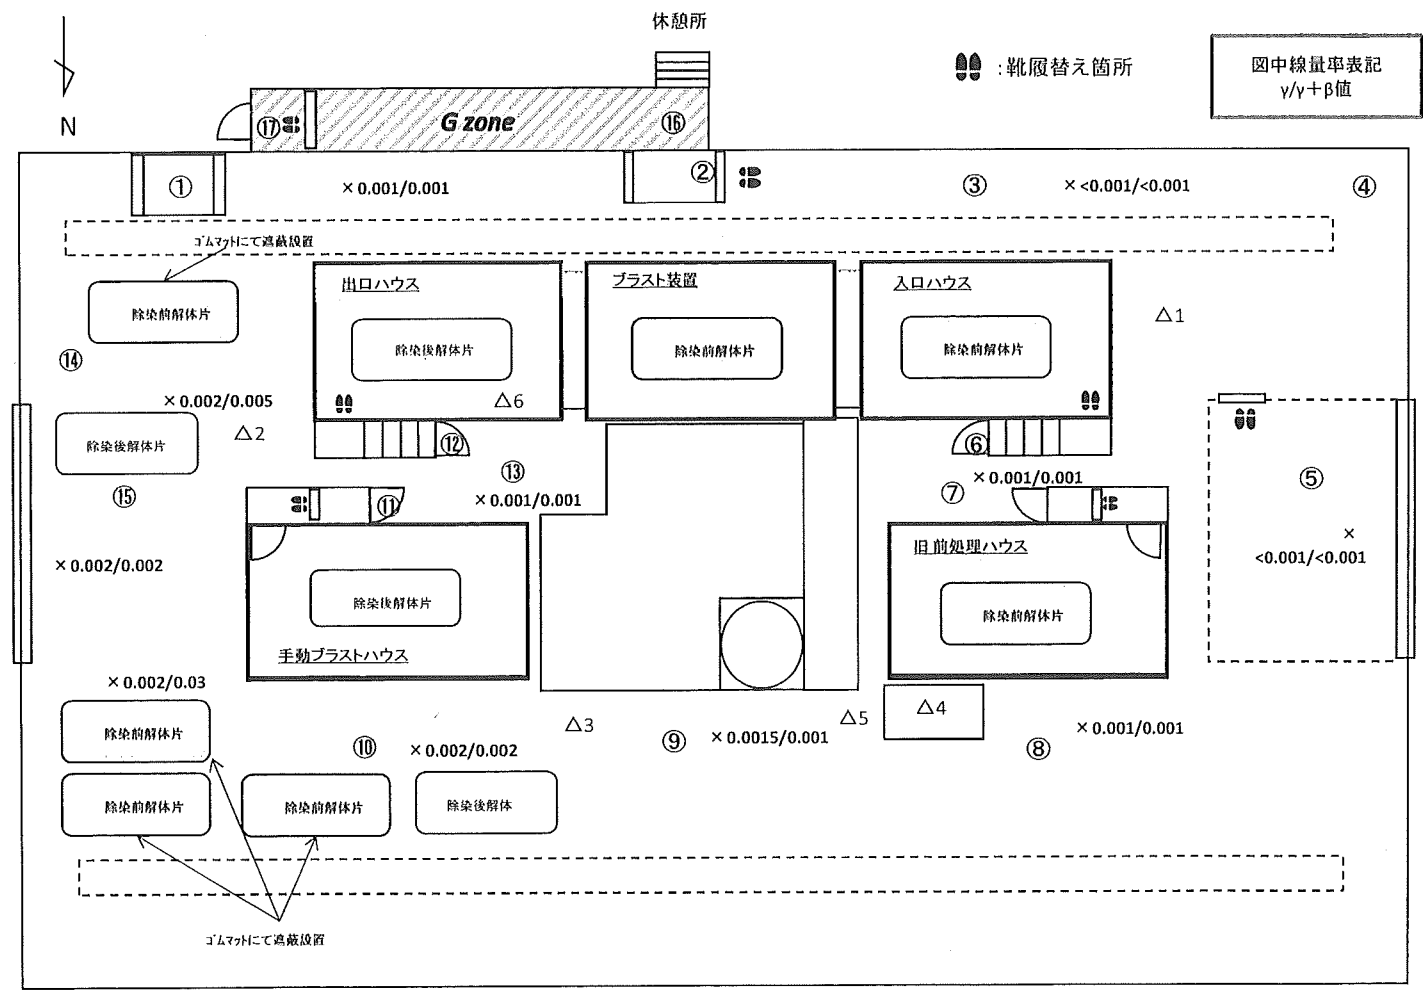 休憩所
:靴履替え箇所
図中線量率表記
γ/γ+β値
N
⑰
G zone
⑯
①
×0.001/0.001
②
③
×<0.001/<0.001
④
ゴムマットにて遮蔽設置
除染前解体片
出口ハウス
除染後解体片
ブラスト装置
除染前解体片
入口ハウス
除染前解体片
△1
⑭
×0.002/0.005
△6
△2
除染後解体片
⑫
⑥
⑮
⑬
×0.001/0.001
×0.001/0.001
⑦
⑤
⑪
×
<0.001/<0.001
×0.002/0.002
除染後解体片
手動ブラストハウス
旧前処理ハウス
除染前解体片
×0.002/0.03
除染前解体片
△3
△5
△4
⑩
×0.002/0.002
⑨
×0.0015/0.001
⑧
×0.001/0.001
除染前解体片
除染前解体片
除染後解体
ゴムマットにて遮蔽設置